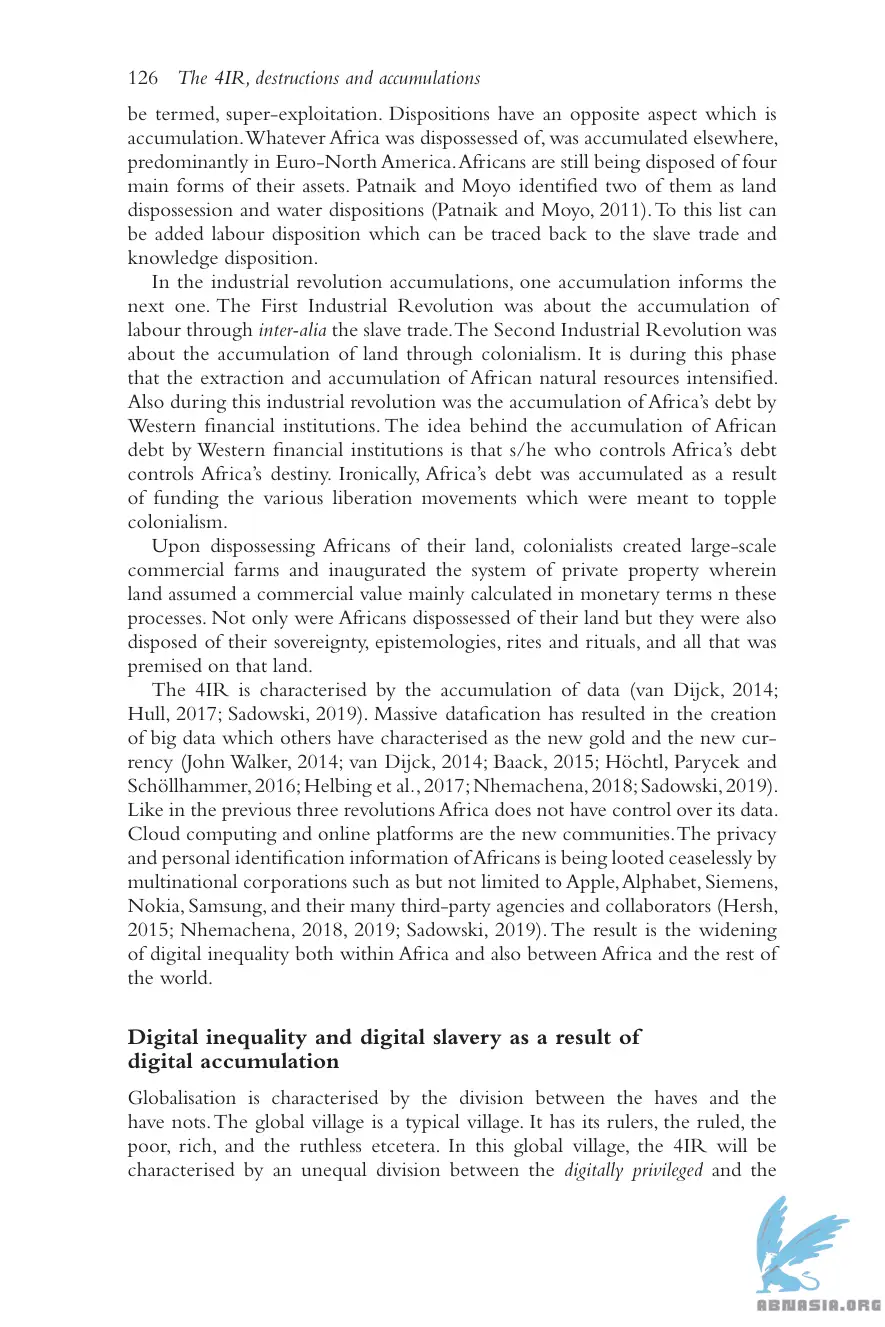 126 The 4IR, destructions and accumulations
be termed, super-exploitation. Dispositions have an opposite aspect which is
accumulation. Whatever Africa was dispossessed of, was accumulated elsewhere,
predominantly in Euro-North America. Africans are still being disposed of four
main forms of their assets. Patnaik and Moyo identified two of them as land
dispossession and water dispositions (Patnaik and Moyo, 2011). To this list can
be added labour disposition which can be traced back to the slave trade and
knowledge disposition.
In the industrial revolution accumulations, one accumulation informs the
next one. The First Industrial Revolution was about the accumulation of
labour through inter-alia the slave trade. The Second Industrial Revolution was
about the accumulation of land through colonialism. It is during this phase
that the extraction and accumulation of African natural resources intensified.
Also during this industrial revolution was the accumulation of Africa's debt by
Western financial institutions. The idea behind the accumulation of African
debt by Western financial institutions is that s/he who controls Africa's debt
controls Africa's destiny. Ironically, Africa's debt was accumulated as a result
of funding the various liberation movements which were meant to topple
colonialism.
Upon dispossessing Africans of their land, colonialists created large-scale
commercial farms and inaugurated the system of private property wherein
land assumed a commercial value mainly calculated in monetary terms n these
processes. Not only were Africans dispossessed of their land but they were also
disposed of their sovereignty, epistemologies, rites and rituals, and all that was
premised on that land.
The 4IR is characterised by the accumulation of data (van Dijck, 2014;
Hull, 2017; Sadowski, 2019). Massive datafication has resulted in the creation
of big data which others have characterised as the new gold and the new cur-
rency (John Walker, 2014; van Dijck, 2014; Baack, 2015; Höchtl, Parycek and
Schöllhammer, 2016; Helbing et al., 2017; Nhemachena, 2018; Sadowski, 2019).
Like in the previous three revolutions Africa does not have control over its data.
Cloud computing and online platforms are the new communities. The privacy
and personal identification information of Africans is being looted ceaselessly by
multinational corporations such as but not limited to Apple, Alphabet, Siemens,
Nokia, Samsung, and their many third-party agencies and collaborators (Hersh,
2015; Nhemachena, 2018, 2019; Sadowski, 2019). The result is the widening
of digital inequality both within Africa and also between Africa and the rest of
the world.
Digital inequality and digital slavery as a result of
digital accumulation
Globalisation is characterised by the division between the haves and the
have nots. The global village is a typical village. It has its rulers, the ruled, the
poor, rich, and the ruthless etcetera. In this global village, the 4IR will be
characterised by an unequal division between the digitally privileged and the
ABNASIA.ORG